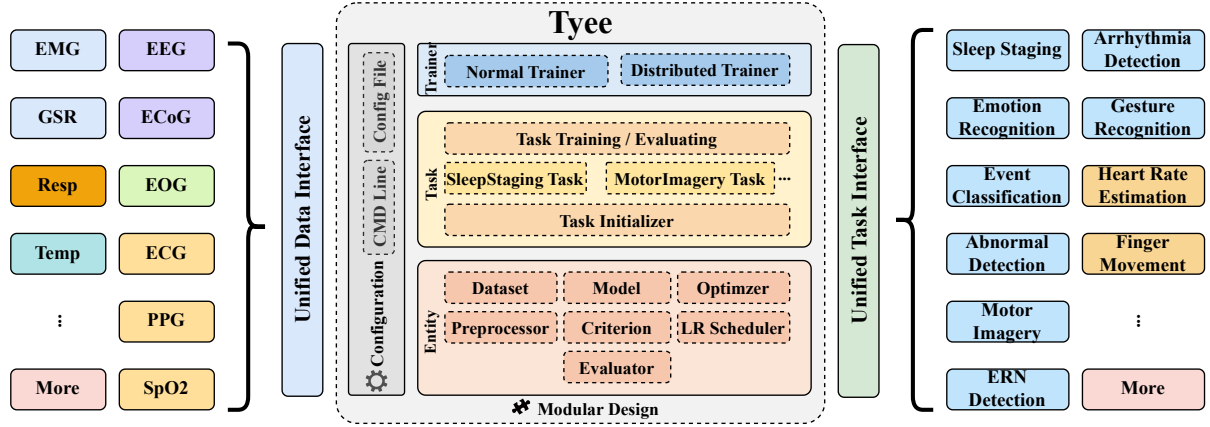 Tyee
EMG
EEG
GSR
ECoG
Resp
EOG
Temp
ECG
⋮
PPG
More
SpO2
Unified Data Interface
Configuration
CMD Line
Config File
Trainer
Normal Trainer
Distributed Trainer
Task
Task Training / Evaluating
SleepStaging Task
MotorImagery Task
...
Task Initializer
Entity
Dataset
Model
Optimzer
Preprocessor
Criterion
LR Scheduler
Evaluator
Modular Design
Unified Task Interface
Sleep Staging
Arrhythmia
Detection
Emotion
Recognition
Gesture
Recognition
Event
Classification
Heart Rate
Estimation
Abnormal
Detection
Finger
Movement
Motor
Imagery
⋮
ERN
Detection
More